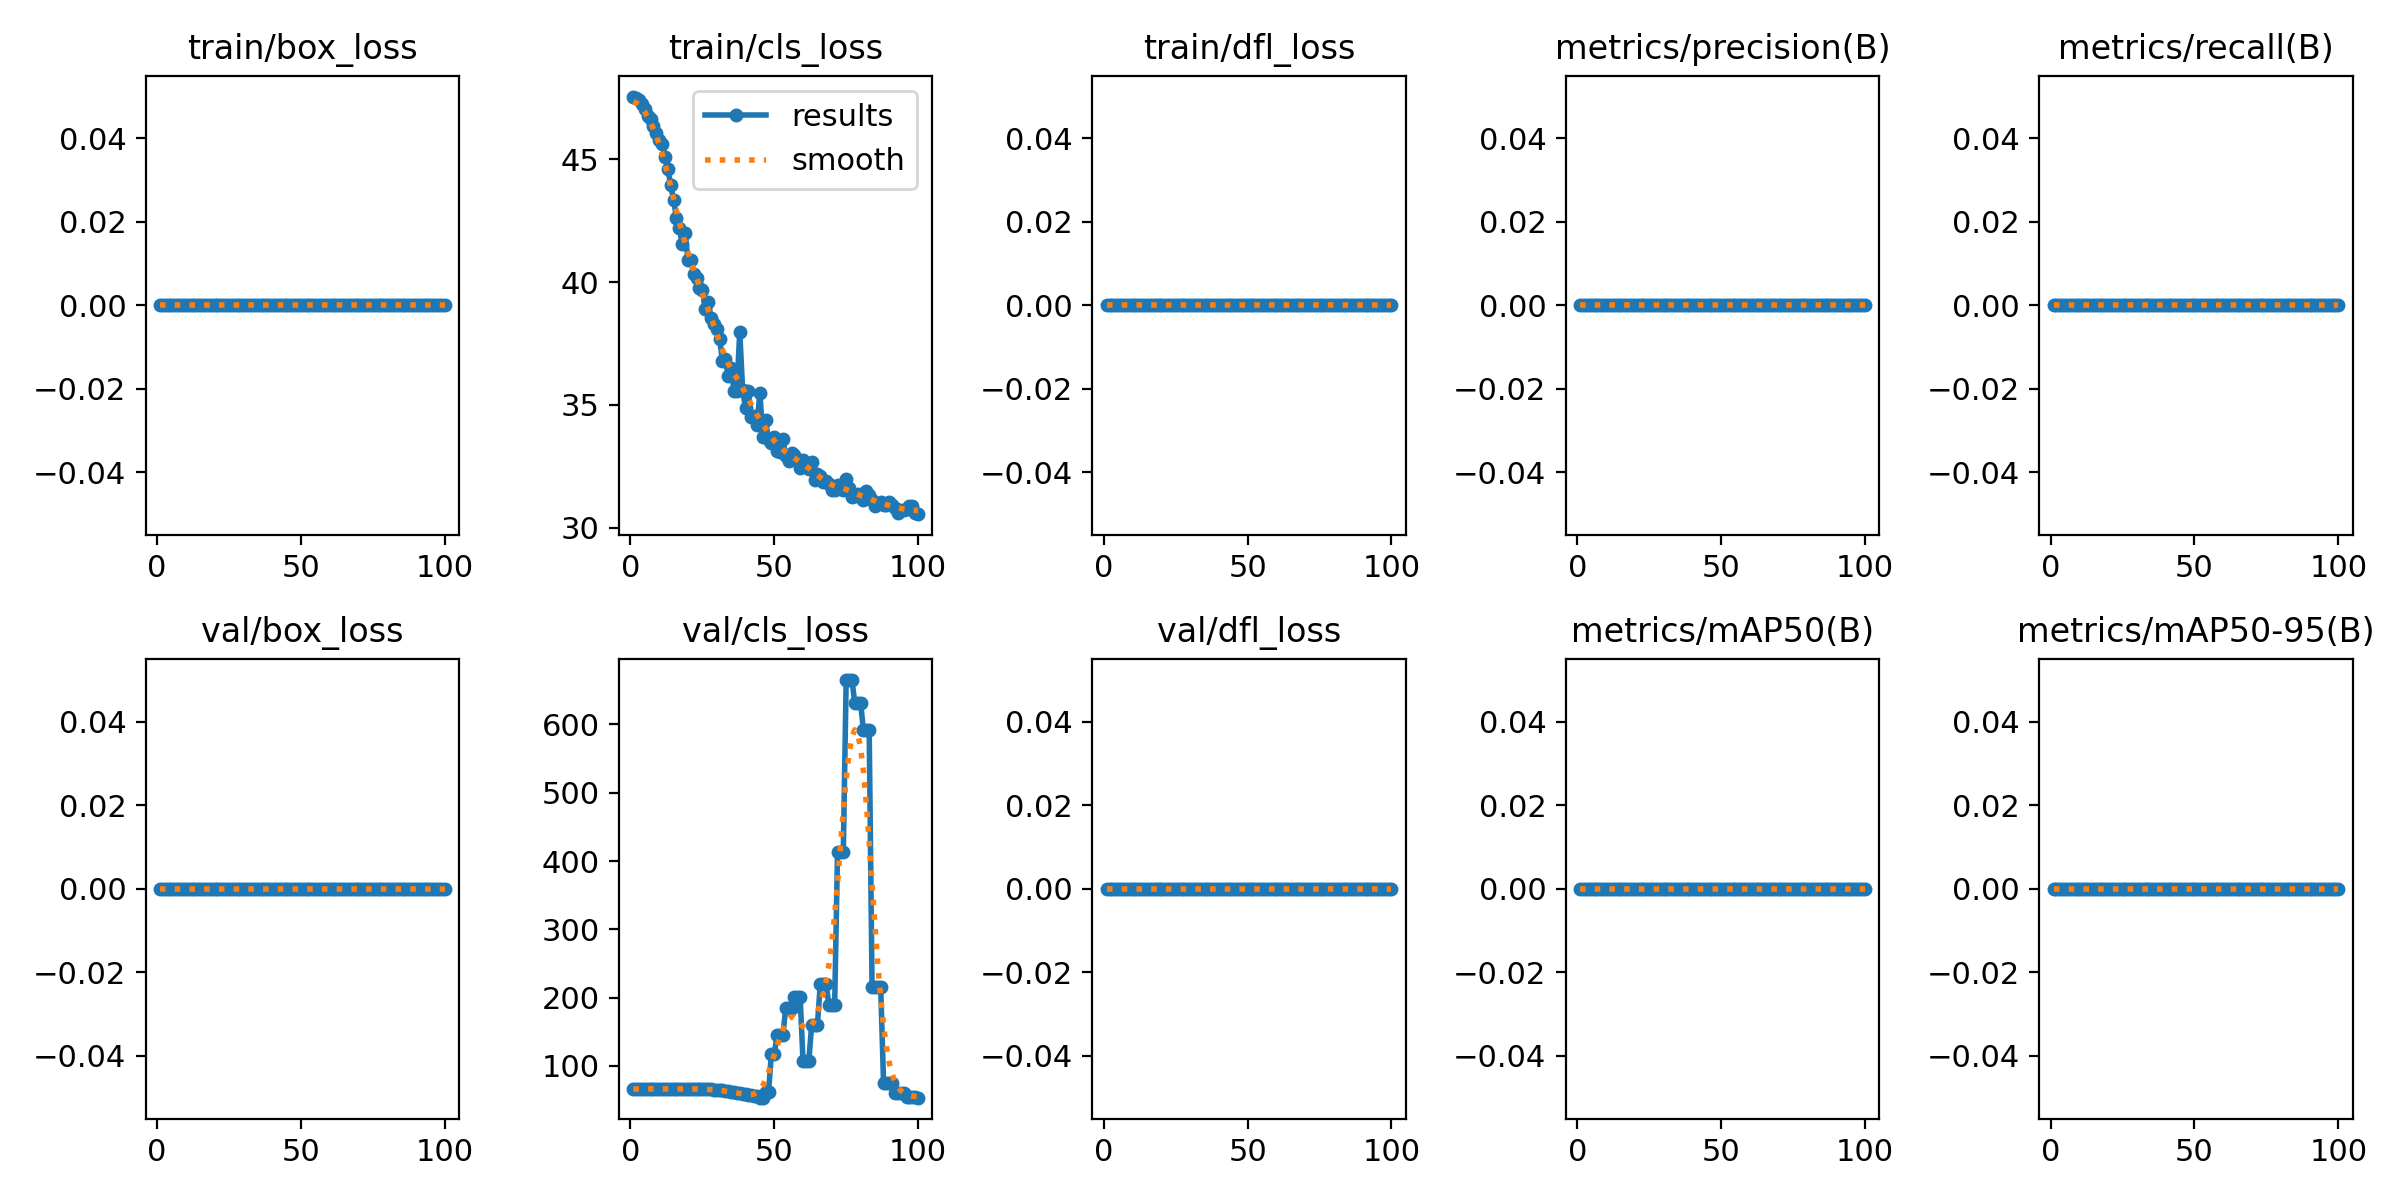 train/box_loss
train/cls_loss
train/dfl_loss
metrics/precision(B)
metrics/recall(B)
0.04
0.02
0.00
−0.02
−0.04
0 50 100
results
smooth
45
40
35
30
0 50 100
0.04
0.02
0.00
−0.02
−0.04
0 50 100
0.04
0.02
0.00
−0.02
−0.04
0 50 100
0.04
0.02
0.00
−0.02
−0.04
0 50 100
val/box_loss
val/cls_loss
val/dfl_loss
metrics/mAP50(B)
metrics/mAP50-95(B)
0.04
0.02
0.00
−0.02
−0.04
0 50 100
600
500
400
300
200
100
0 50 100
0.04
0.02
0.00
−0.02
−0.04
0 50 100
0.04
0.02
0.00
−0.02
−0.04
0 50 100
0.04
0.02
0.00
−0.02
−0.04
0 50 100